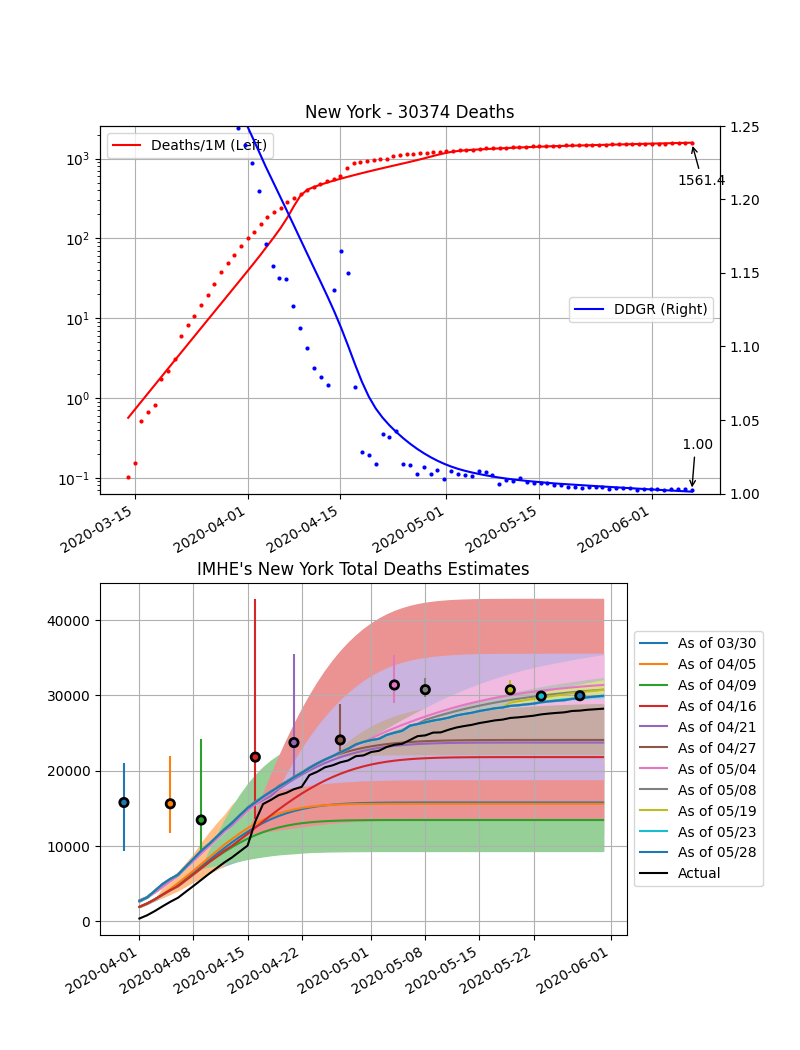 New York - 30374 Deaths
Deaths/1M (Left)
DDGR (Right)
1561.4
1.00
10³
10²
10¹
10⁰
10⁻¹
1.25
1.20
1.15
1.10
1.05
1.00
2020-03-15
2020-04-01
2020-04-15
2020-05-01
2020-05-15
2020-06-01
IMHE's New York Total Deaths Estimates
40000
30000
20000
10000
0
2020-04-01
2020-04-08
2020-04-15
2020-04-22
2020-05-01
2020-05-08
2020-05-15
2020-05-22
2020-06-01
As of 03/30
As of 04/05
As of 04/09
As of 04/16
As of 04/21
As of 04/27
As of 05/04
As of 05/08
As of 05/19
As of 05/23
As of 05/28
Actual